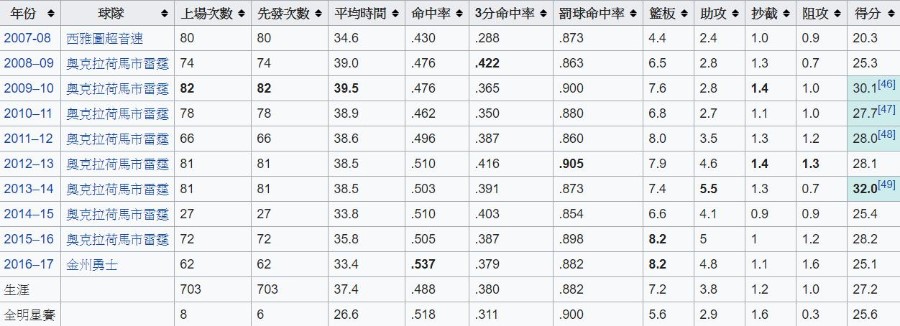 年份 球隊 上場次數 先發次數 平均時間 命中率 3分命中率 罰球命中率 籃板 助攻 抄截 阻攻 得分
2007-08 西雅圖超音速 80 80 34.6 .430 .288 .873 4.4 2.4 1.0 0.9 20.3
2008–09 奧克拉荷馬市雷霆 74 74 39.0 .476 .422 .863 6.5 2.8 1.3 0.7 25.3
2009–10 奧克拉荷馬市雷霆 82 82 39.5 .476 .365 .900 7.6 2.8 1.4 1.0 30.1[46]
2010–11 奧克拉荷馬市雷霆 78 78 38.9 .462 .350 .880 6.8 2.7 1.1 1.0 27.7[47]
2011–12 奧克拉荷馬市雷霆 66 66 38.6 .496 .387 .860 8.0 3.5 1.3 1.2 28.0[48]
2012–13 奧克拉荷馬市雷霆 81 81 38.5 .510 .416 .905 7.9 4.6 1.4 1.3 28.1
2013–14 奧克拉荷馬市雷霆 81 81 38.5 .503 .391 .873 7.4 5.5 1.3 0.7 32.0[49]
2014–15 奧克拉荷馬市雷霆 27 27 33.8 .510 .403 .854 6.6 4.1 0.9 0.9 25.4
2015–16 奧克拉荷馬市雷霆 72 72 35.8 .505 .387 .898 8.2 5 1 1.2 28.2
2016–17 金州勇士 62 62 33.4 .537 .379 .882 8.2 4.8 1.1 1.6 25.1
生涯 703 703 37.4 .488 .380 .882 7.2 3.8 1.2 1.0 27.2
全明星賽 8 6 26.6 .518 .311 .900 5.6 2.9 1.6 0.3 25.6